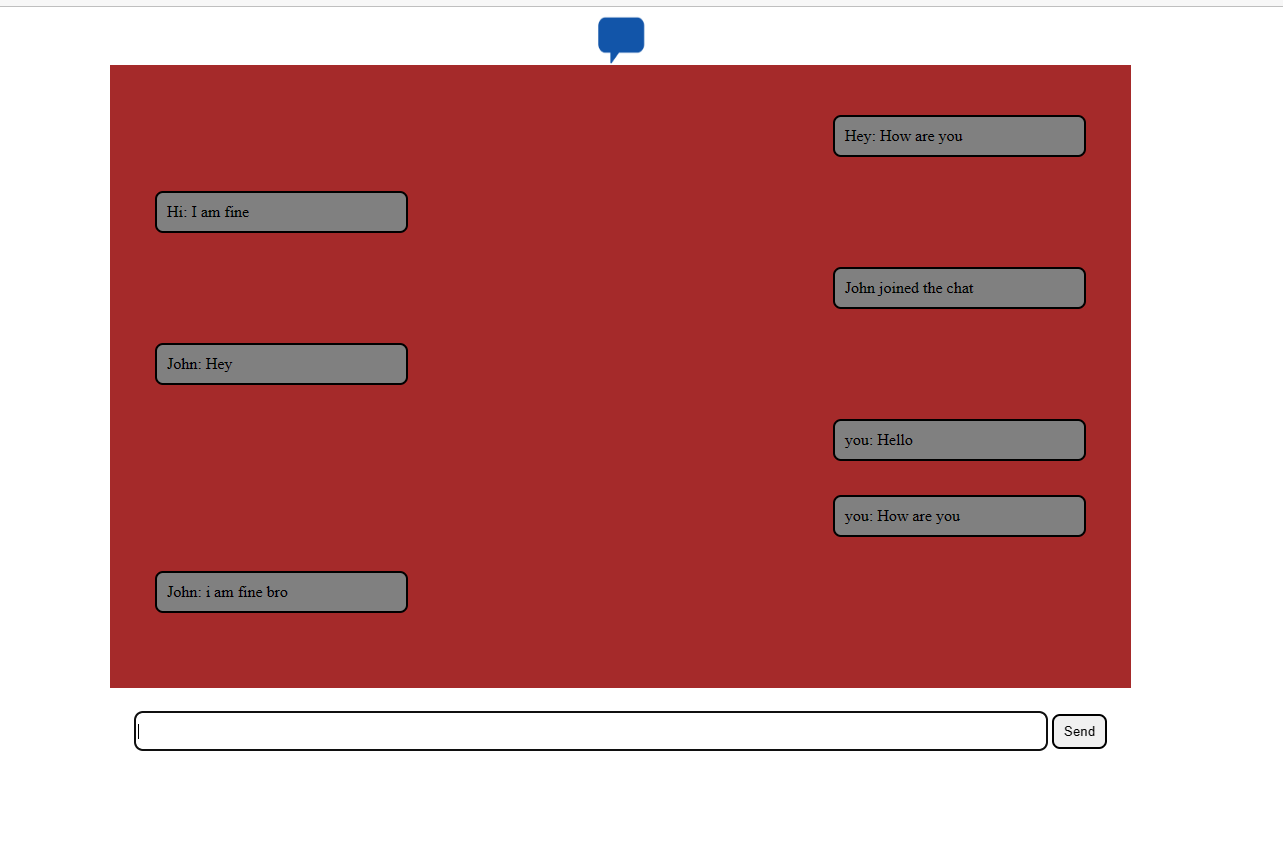 Hey: How are you
Hi: I am fine
John joined the chat
John: Hey
you: Hello
you: How are you
John: i am fine bro
Send